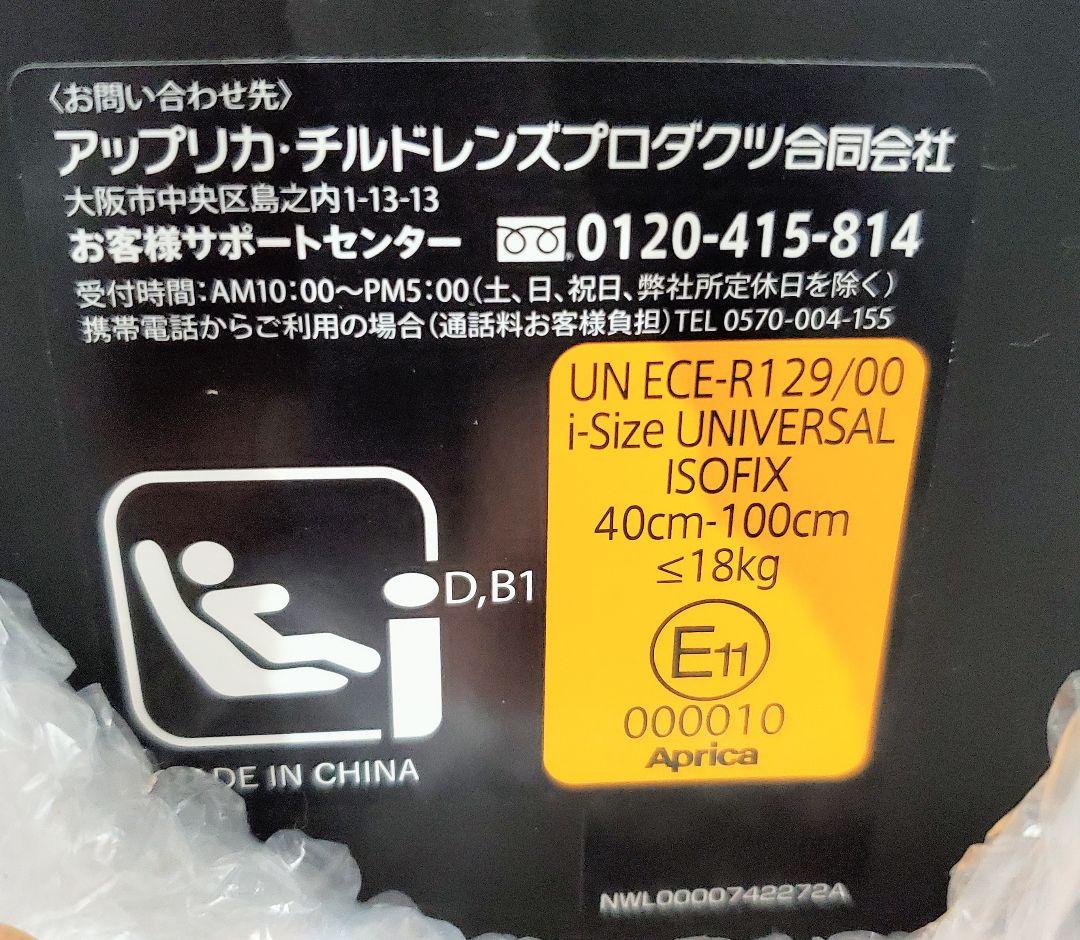 〈お問い合わせ先〉
アップリカ・チルドレンズプロダクツ合同会社
大阪市中央区島之内1-13-13
お客様サポートセンター 0120-415-814
受付時間:AM10:00〜PM5:00(土、日、祝日、弊社所定休日を除く)
携帯電話からご利用の場合(通話料お客様負担)TEL 0570-004-155
UN ECE-R129/00
i-Size UNIVERSAL
ISOFIX
40cm-100cm
≤18kg
E11
000010
Aprica
i D,B1
MADE IN CHINA
NWL0000742272A